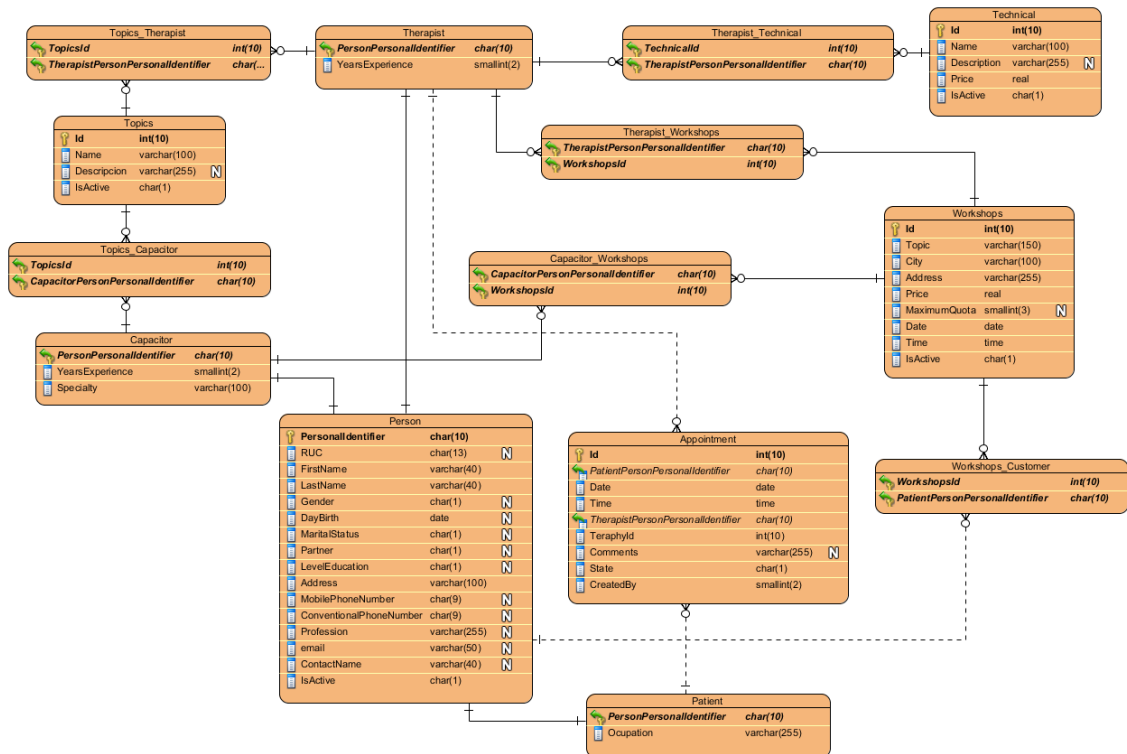 Topics_Therapist
TopicsId int(10)
TherapistPersonPersonalIdentifier char(...
Therapist
PersonPersonalIdentifier char(10)
YearsExperience smallint(2)
Therapist_Technical
TechnicalId int(10)
TherapistPersonPersonalIdentifier char(10)
Technical
Id int(10)
Name varchar(100)
Description varchar(255) N
Price real
IsActive char(1)
Topics
Id int(10)
Name varchar(100)
Descripcion varchar(255) N
IsActive char(1)
Therapist_Workshops
TherapistPersonPersonalIdentifier char(10)
WorkshopsId int(10)
Topics_Capacitor
TopicsId int(10)
CapacitorPersonPersonalIdentifier char(10)
Capacitor_Workshops
CapacitorPersonPersonalIdentifier char(10)
WorkshopsId int(10)
Workshops
Id int(10)
Topic varchar(150)
City varchar(100)
Address varchar(255)
Price real
MaximumQuota smallint(3) N
Date date
Time time
IsActive char(1)
Capacitor
PersonPersonalIdentifier char(10)
YearsExperience smallint(2)
Specialty varchar(100)
Person
PersonalIdentifier char(10)
RUC char(13) N
FirstName varchar(40)
LastName varchar(40)
Gender char(1) N
DayBirth date N
MaritalStatus char(1) N
Partner char(1) N
LevelEducation char(1) N
Address varchar(100)
MobilePhoneNumber char(9) N
ConventionalPhoneNumber char(9) N
Profession varchar(255) N
email varchar(50) N
ContactName varchar(40) N
IsActive char(1)
Appointment
Id int(10)
PatientPersonPersonalIdentifier char(10)
Date date
Time time
TherapistPersonPersonalIdentifier char(10)
TeraphyId int(10)
Comments varchar(255) N
State char(1)
CreatedBy smallint(2)
Workshops_Customer
WorkshopsId int(10)
PatientPersonPersonalIdentifier char(10)
Patient
PersonPersonalIdentifier char(10)
Ocupation varchar(255)